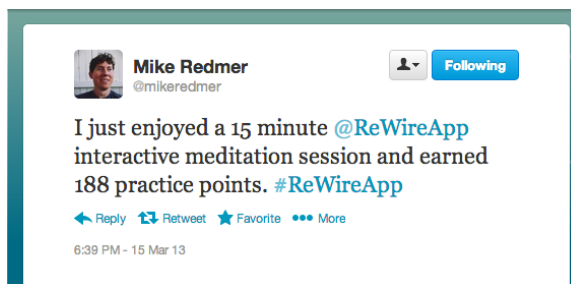 Mike Redmer
@mikeredmer
Following
I just enjoyed a 15 minute @ReWireApp
interactive meditation session and earned
188 practice points. #ReWireApp
Reply Retweet Favorite More
6:39 PM - 15 Mar 13